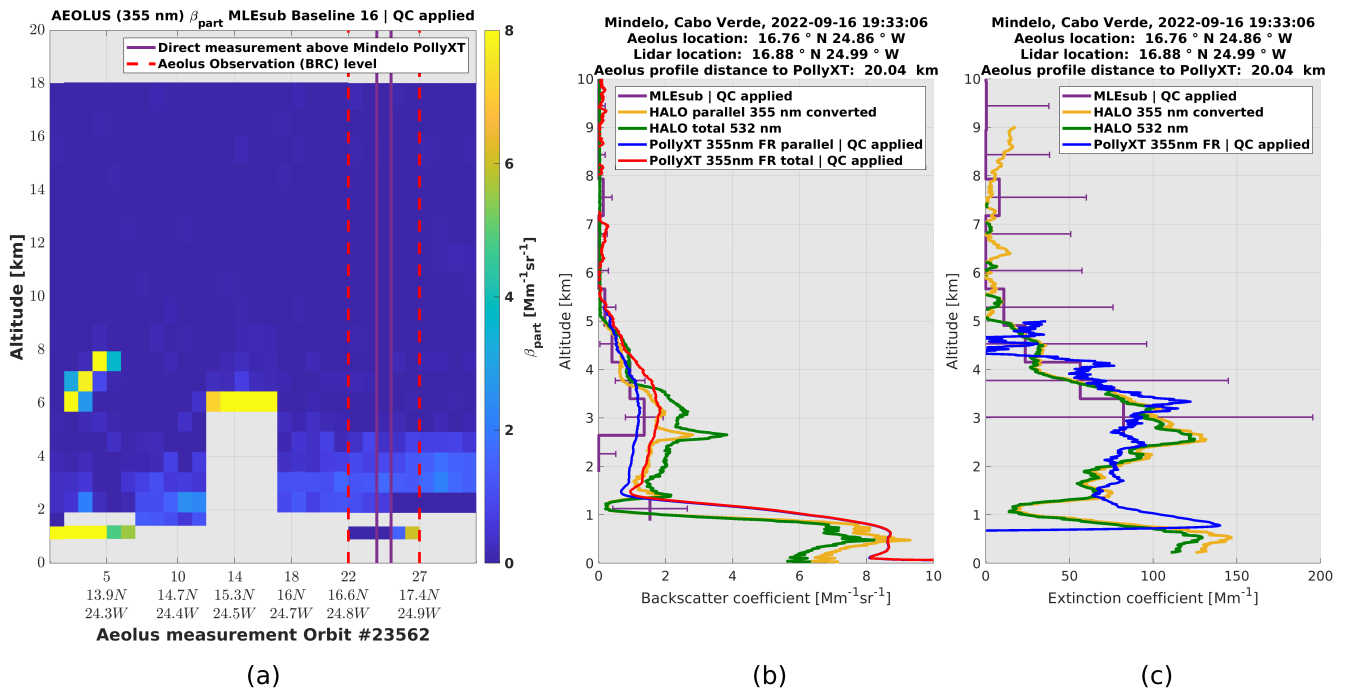 AEOLUS (355 nm) βpart MLEsub Baseline 16 | QC applied
Direct measurement above Mindelo PollyXT
Aeolus Observation (BRC) level
Altitude [km]
20
18
16
14
12
10
8
6
4
2
0
5 10 14 18 22 27
13.9N 14.7N 15.3N 16N 16.6N 17.4N
24.3W 24.4W 24.5W 24.7W 24.8W 24.9W
Aeolus measurement Orbit #23562
8
6
4
2
0
βpart [Mm-1sr-1]
(a)
Mindelo, Cabo Verde, 2022-09-16 19:33:06
Aeolus location: 16.76 ° N 24.86 ° W
Lidar location: 16.88 ° N 24.99 ° W
Aeolus profile distance to PollyXT: 20.04 km
MLEsub | QC applied
HALO parallel 355 nm converted
HALO total 532 nm
PollyXT 355nm FR parallel | QC applied
PollyXT 355nm FR total | QC applied
Altitude [km]
10
9
8
7
6
5
4
3
2
1
0
0 2 4 6 8 10
Backscatter coefficient [Mm-1sr-1]
(b)
Mindelo, Cabo Verde, 2022-09-16 19:33:06
Aeolus location: 16.76 ° N 24.86 ° W
Lidar location: 16.88 ° N 24.99 ° W
Aeolus profile distance to PollyXT: 20.04 km
MLEsub | QC applied
HALO 355 nm converted
HALO 532 nm
PollyXT 355nm FR | QC applied
Altitude [km]
10
9
8
7
6
5
4
3
2
1
0
0 50 100 150 200
Extinction coefficient [Mm-1]
(c)